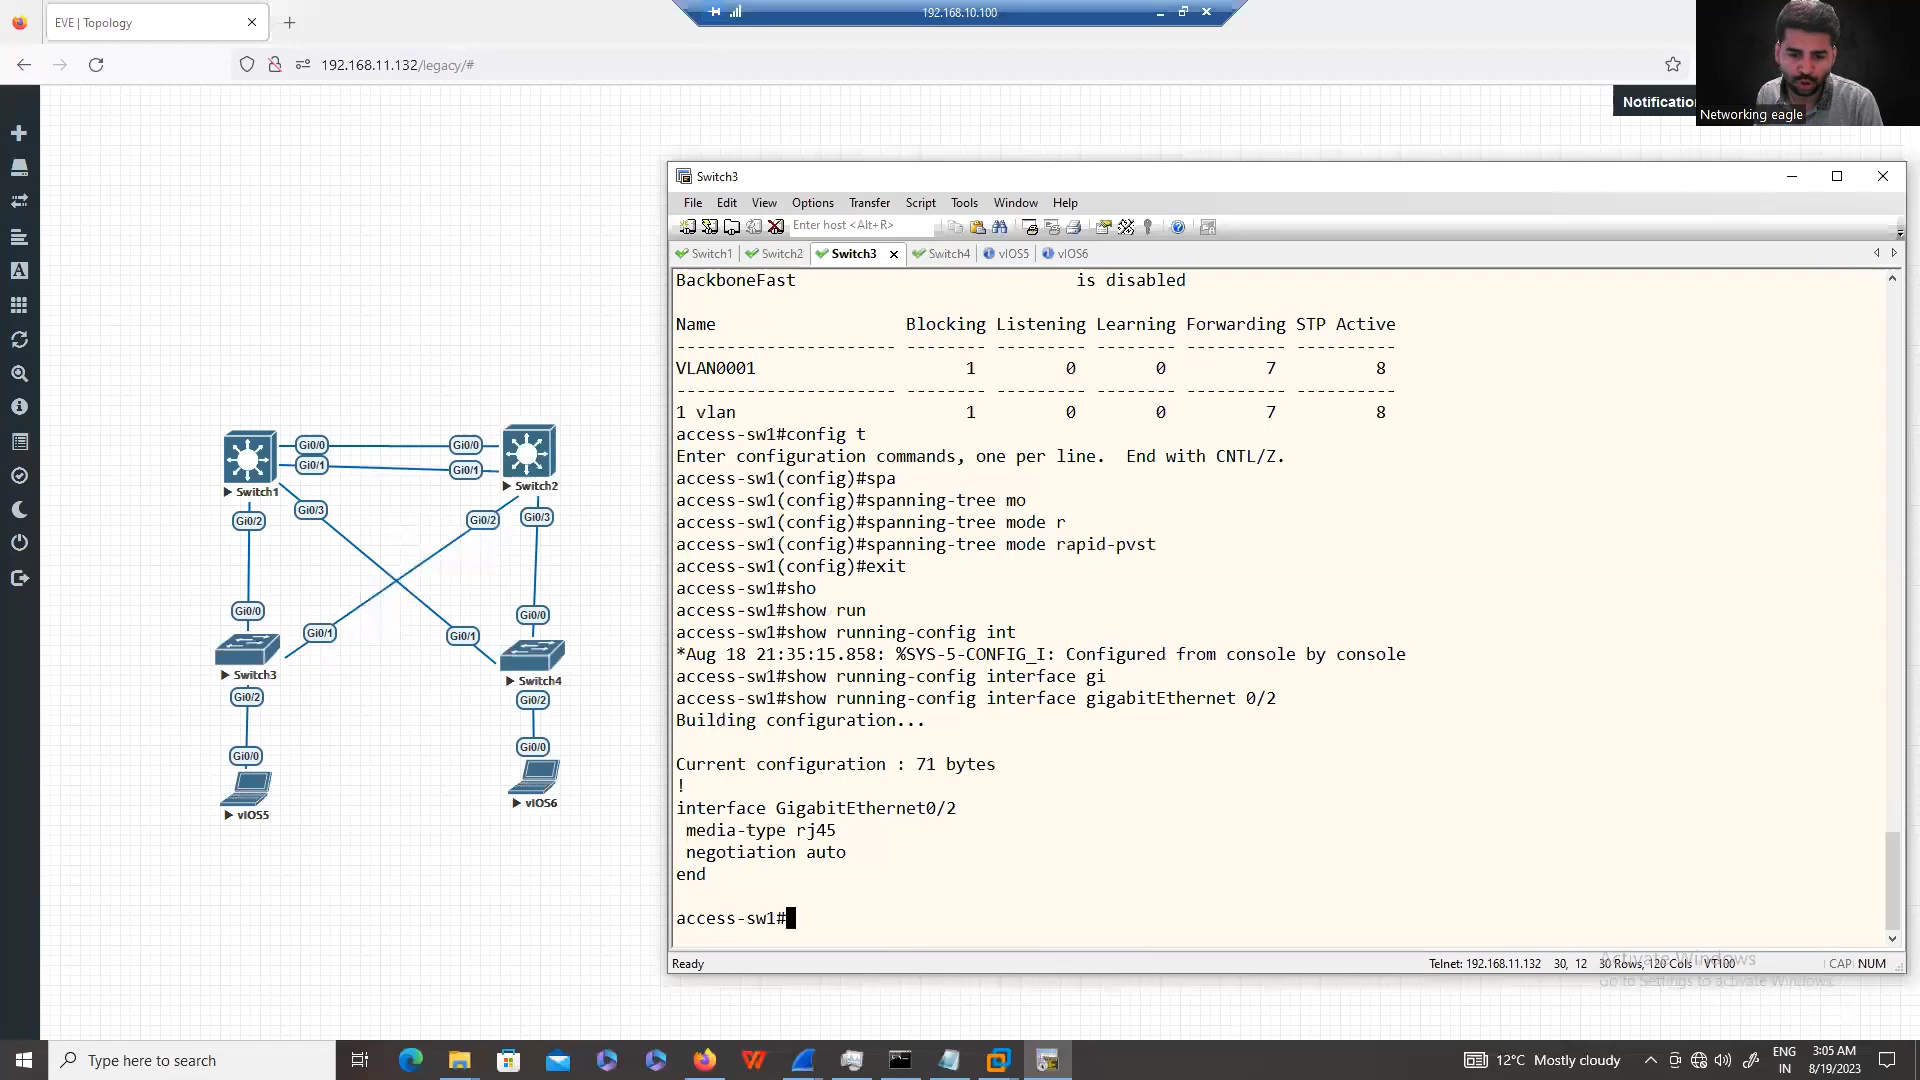 EVE | Topology
192.168.10.100
192.168.11.132/legacy/#
Notificatio
Networking eagle
Switch3
File Edit View Options Transfer Script Tools Window Help
Enter host <Alt+R>
Switch1 Switch2 Switch3 Switch4 vIOS5 vIOS6
BackboneFast is disabled
Name Blocking Listening Learning Forwarding STP Active
---------------------- -------- --------- -------- ---------- ----------
VLAN0001 1 0 0 7 8
---------------------- -------- --------- -------- ---------- ----------
1 vlan 1 0 0 7 8
access-sw1#config t
Enter configuration commands, one per line.  End with CNTL/Z.
access-sw1(config)#spa
access-sw1(config)#spanning-tree mo
access-sw1(config)#spanning-tree mode r
access-sw1(config)#spanning-tree mode rapid-pvst
access-sw1(config)#exit
access-sw1#sho
access-sw1#show run
access-sw1#show running-config int
*Aug 18 21:35:15.858: %SYS-5-CONFIG_I: Configured from console by console
access-sw1#show running-config interface gi
access-sw1#show running-config interface gigabitEthernet 0/2
Building configuration...
Current configuration : 71 bytes
!
interface GigabitEthernet0/2
media-type rj45
negotiation auto
end
access-sw1#
Ready Telnet: 192.168.11.132 30, 12 30 Rows, 120 Cols VT100 CAP NUM
Activate Windows
Go to Settings to activate Windows.
Gi0/0 Gi0/0
Gi0/1 Gi0/1
Switch1 Switch2
Gi0/2 Gi0/3 Gi0/2 Gi0/3
Gi0/0 Gi0/1 Gi0/1 Gi0/0
Switch3 Switch4
Gi0/2 Gi0/2
Gi0/0 Gi0/0
vIOS5 vIOS6
Type here to search
12°C Mostly cloudy
ENG
IN
3:05 AM
8/19/2023